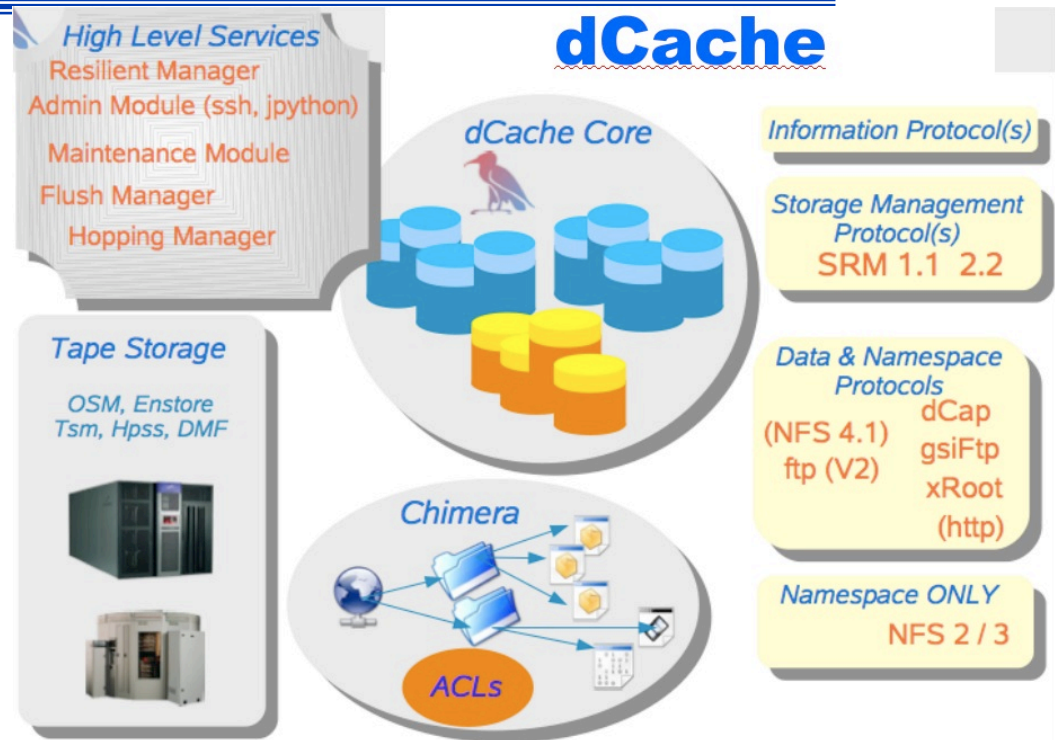 dCache
High Level Services
Resilient Manager
Admin Module (ssh, jpython)
Maintenance Module
Flush Manager
Hopping Manager
dCache Core
Information Protocol(s)
Storage Management
Protocol(s)
SRM 1.1 2.2
Tape Storage
OSM, Enstore
Tsm, Hpss, DMF
Data & Namespace
Protocols
(NFS 4.1)
ftp (V2)
dCap
gsiFtp
xRoot
(http)
Chimera
ACLs
Namespace ONLY
NFS 2 / 3